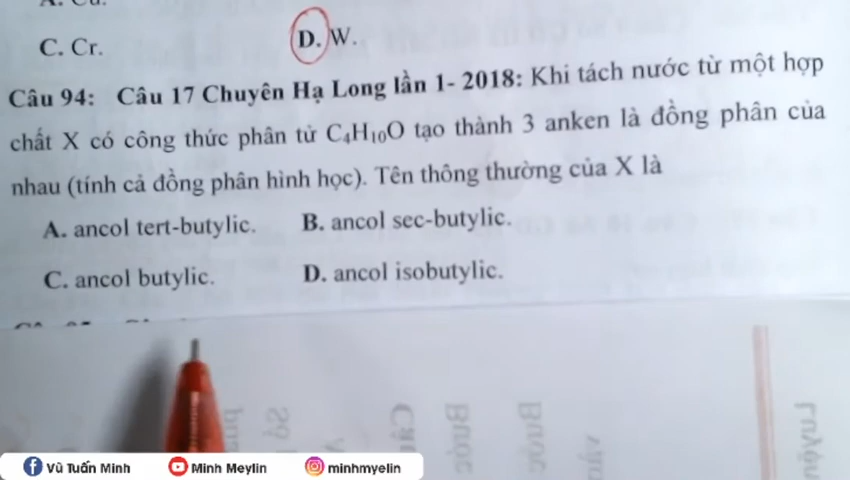 C. Cr.
D. W.
Câu 94: Câu 17 Chuyên Hạ Long lần 1- 2018: Khi tách nước từ một hợp
chất X có công thức phân tử C₄H₁₀O tạo thành 3 anken là đồng phân của
nhau (tính cả đồng phân hình học). Tên thông thường của X là
A. ancol tert-butylic. B. ancol sec-butylic.
C. ancol butylic. D. ancol isobutylic.
Vũ Tuấn Minh Minh Meylin minhmyelin